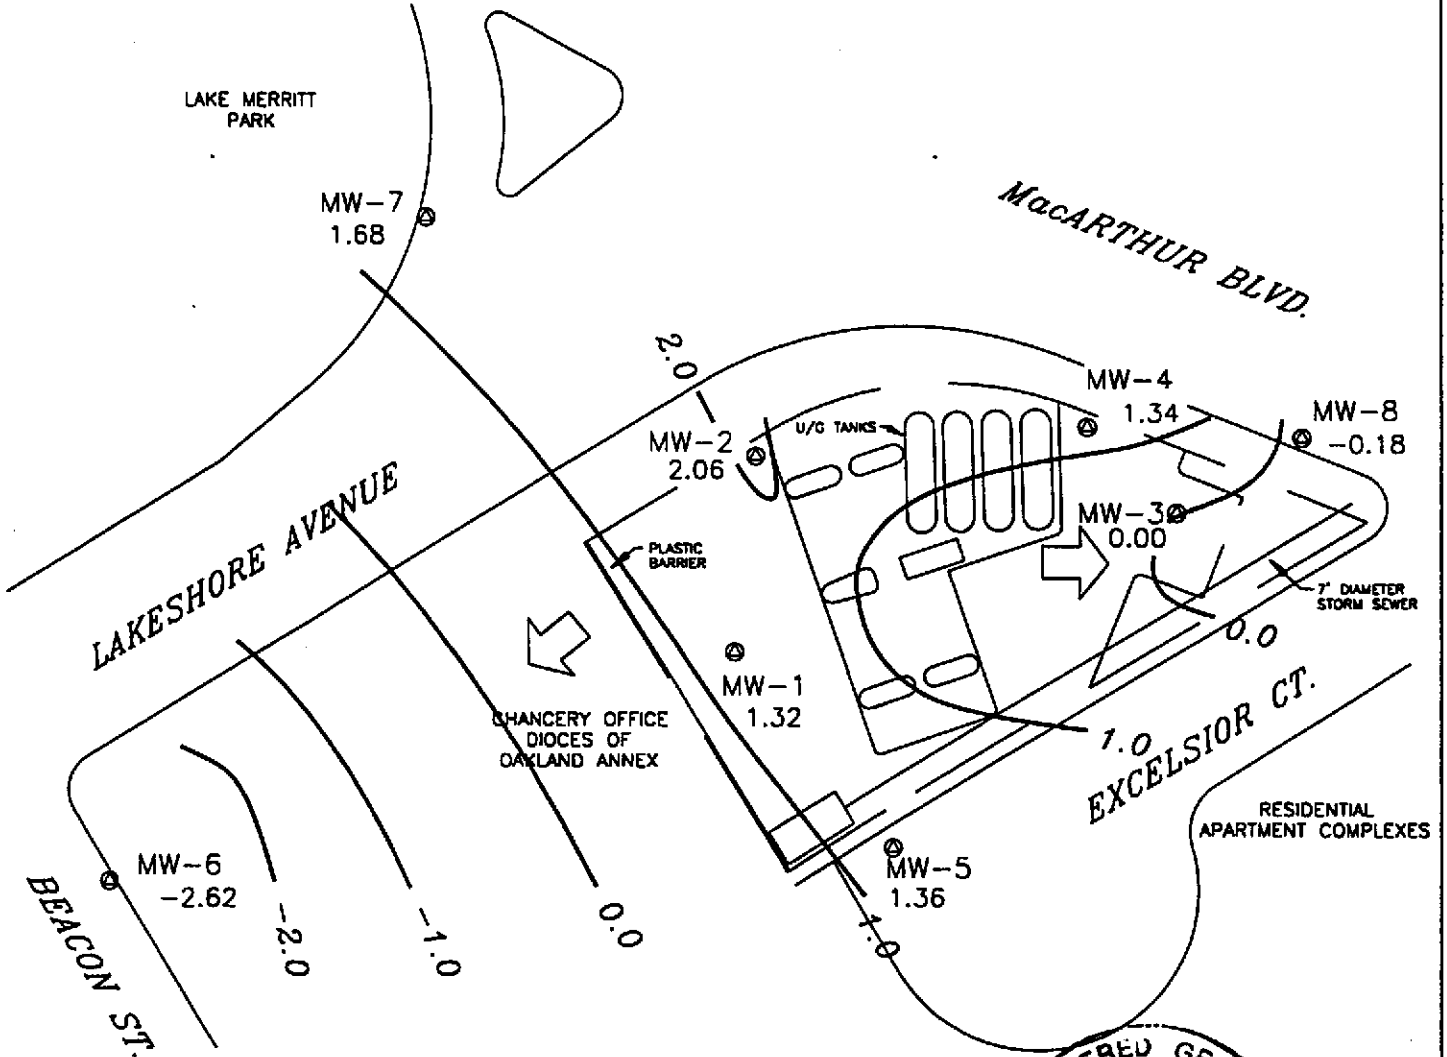 LAKE MERRITT
PARK
MW-7
1.68
MacARTHUR BLVD.
2.0
MW-4
1.34
MW-8
-0.18
U/G TANKS
MW-2
2.06
LAKESHORE AVENUE
MW-3
0.00
PLASTIC
BARRIER
7' DIAMETER
STORM SEWER
0.0
MW-1
1.32
CHANCERY OFFICE
DIOCES OF
OAKLAND ANNEX
1.0
EXCELSIOR CT.
RESIDENTIAL
APARTMENT COMPLEXES
MW-6
-2.62
MW-5
1.36
BEACON ST.
-2.0
-1.0
0.0
1.0